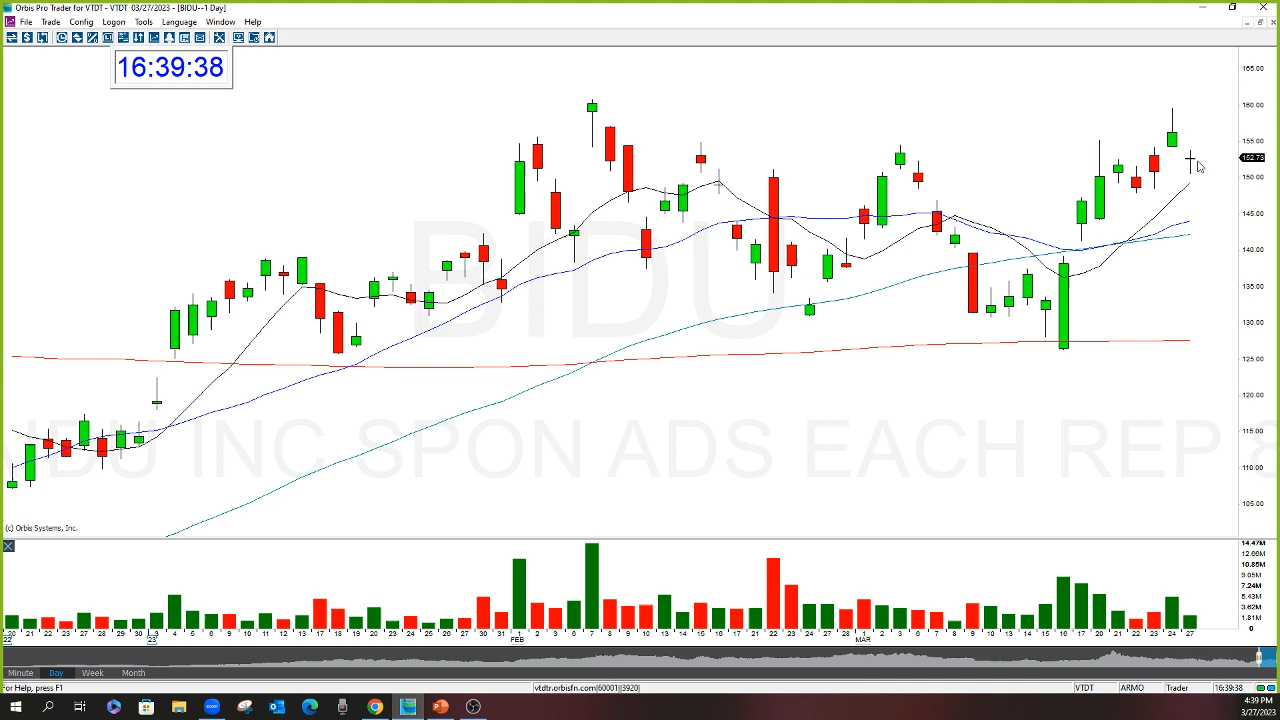 Orbis Pro Trader for VTDT - VTDT 03/27/2023 - [BIDU--1 Day]
File Trade Config Logon Tools Language Window Help
16:39:38
BIDU
BAIDU INC SPON ADS EACH REP 8
165.00
160.00
155.00
152.73
150.00
145.00
140.00
135.00
130.00
125.00
120.00
115.00
110.00
105.00
(c) Orbis Systems, Inc.
14.47M
12.66M
10.85M
9.05M
7.24M
5.43M
3.62M
1.81M
0
20 21 22 23 27 28 29 30 3 4 5 6 9 10 11 12 13 17 18 19 20 23 24 25 26 27 30 31 1 2 3 6 7 8 9 10 13 14 15 16 17 21 22 23 24 27 28 1 2 3 6 7 8 9 10 13 14 15 16 17 20 21 22 23 24 27
22 23 FEB MAR
Minute Day Week Month
For Help, press F1 vtdtr.orbisfn.com|60001||3920| VTDT ARMO Trader 16:39:38
zoom
4:39 PM
3/27/2023